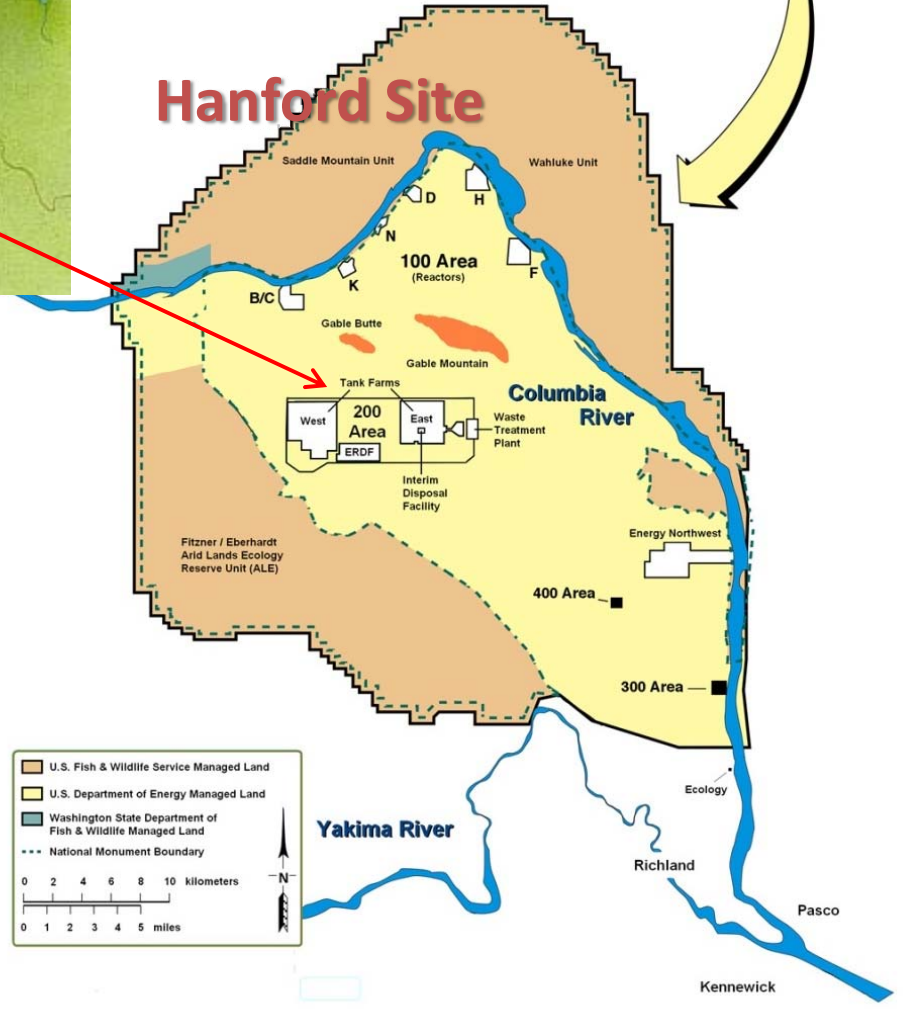 Hanford Site
Saddle Mountain Unit
Wahluke Unit
D
H
N
100 Area
(Reactors)
F
K
B/C
Gable Butte
Gable Mountain
Tank Farms
Columbia
River
West
200
Area
East
Waste
Treatment
Plant
ERDF
Interim
Disposal
Facility
Fitzner / Eberhardt
Arid Lands Ecology
Reserve Unit (ALE)
Energy Northwest
400 Area
300 Area
Ecology
U.S. Fish & Wildlife Service Managed Land
U.S. Department of Energy Managed Land
Washington State Department of
Fish & Wildlife Managed Land
National Monument Boundary
0 2 4 6 8 10 kilometers
0 1 2 3 4 5 miles
N
Yakima River
Richland
Pasco
Kennewick